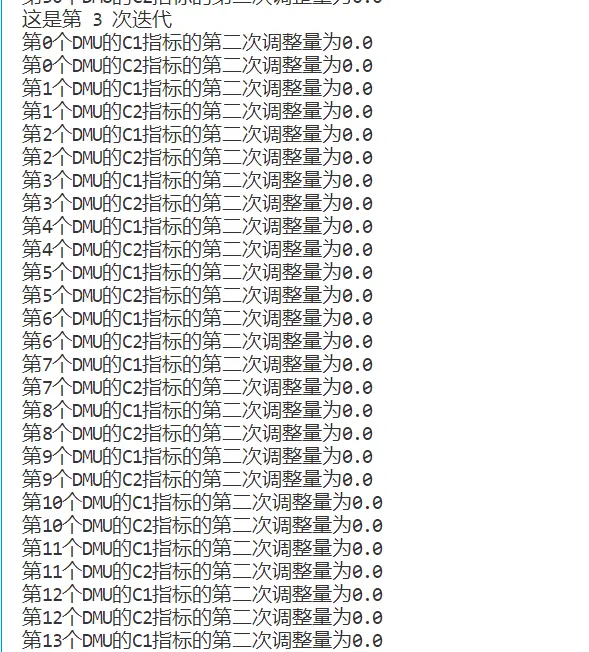 这是第 3 次迭代
第0个DMU的C1指标的第二次调整量为0.0
第0个DMU的C2指标的第二次调整量为0.0
第1个DMU的C1指标的第二次调整量为0.0
第1个DMU的C2指标的第二次调整量为0.0
第2个DMU的C1指标的第二次调整量为0.0
第2个DMU的C2指标的第二次调整量为0.0
第3个DMU的C1指标的第二次调整量为0.0
第3个DMU的C2指标的第二次调整量为0.0
第4个DMU的C1指标的第二次调整量为0.0
第4个DMU的C2指标的第二次调整量为0.0
第5个DMU的C1指标的第二次调整量为0.0
第5个DMU的C2指标的第二次调整量为0.0
第6个DMU的C1指标的第二次调整量为0.0
第6个DMU的C2指标的第二次调整量为0.0
第7个DMU的C1指标的第二次调整量为0.0
第7个DMU的C2指标的第二次调整量为0.0
第8个DMU的C1指标的第二次调整量为0.0
第8个DMU的C2指标的第二次调整量为0.0
第9个DMU的C1指标的第二次调整量为0.0
第9个DMU的C2指标的第二次调整量为0.0
第10个DMU的C1指标的第二次调整量为0.0
第10个DMU的C2指标的第二次调整量为0.0
第11个DMU的C1指标的第二次调整量为0.0
第11个DMU的C2指标的第二次调整量为0.0
第12个DMU的C1指标的第二次调整量为0.0
第12个DMU的C2指标的第二次调整量为0.0
第13个DMU的C1指标的第二次调整量为0.0